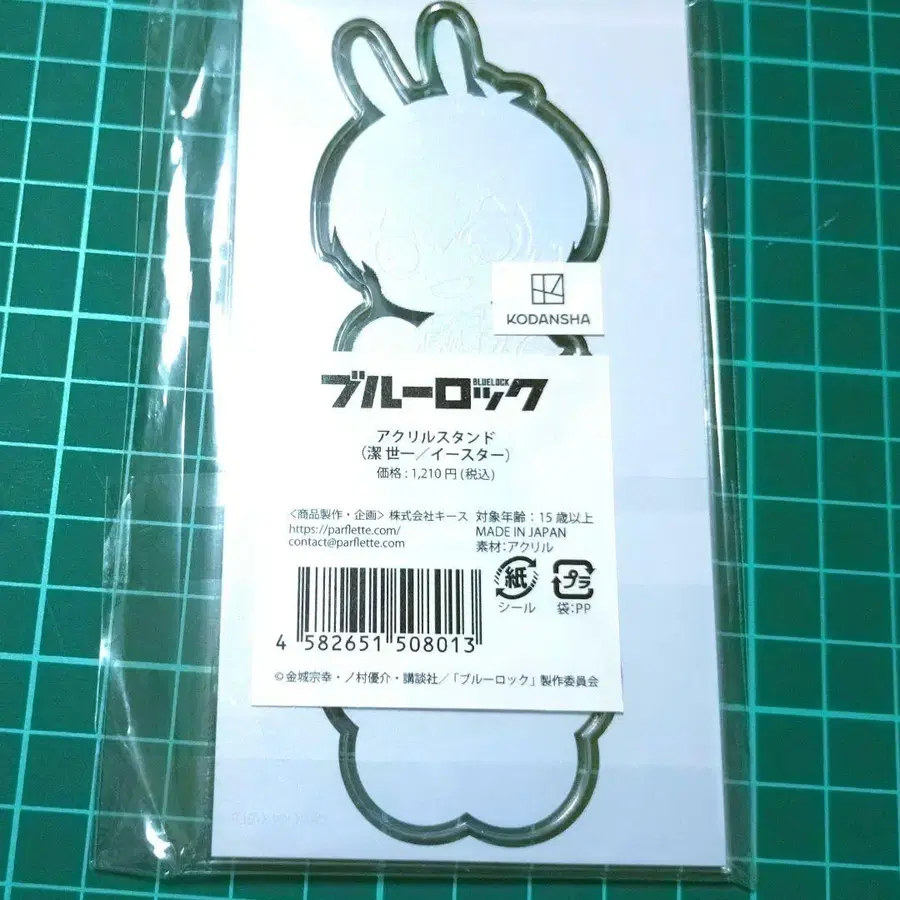 KODANSHA
ブルーロック
BLUELOCK
アクリルスタンド
（潔 世一／イースター）
価格：1,210円(税込)
<商品製作・企画> 株式会社キース
https://parflette.com/
contact@parflette.com
対象年齢：15歳以上
MADE IN JAPAN
素材：アクリル
紙
シール
プラ
袋：PP
4 582651 508013
©金城宗幸・ノ村優介・講談社／「ブルーロック」製作委員会